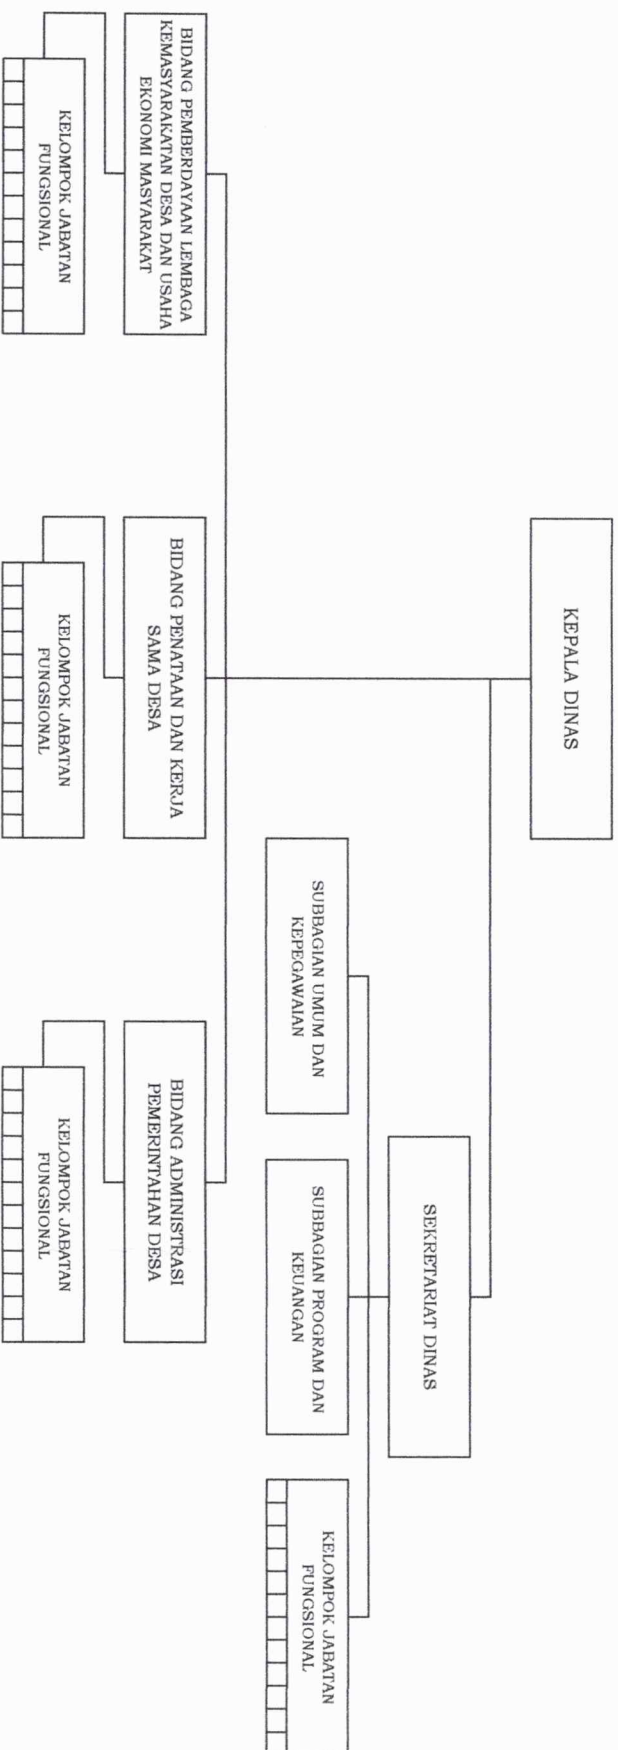 KEPALA DINAS
SEKRETARIAT DINAS
SUBBAGIAN UMUM DAN
KEPEGAWAIAN
SUBBAGIAN PROGRAM DAN
KEUANGAN
KELOMPOK JABATAN
FUNGSIONAL
BIDANG PEMBERDAYAAN LEMBAGA
KEMASYARAKATAN DESA DAN USAHA
EKONOMI MASYARAKAT
BIDANG PENATAAN DAN KERJA
SAMA DESA
BIDANG ADMINISTRASI
PEMERINTAHAN DESA
KELOMPOK JABATAN
FUNGSIONAL
KELOMPOK JABATAN
FUNGSIONAL
KELOMPOK JABATAN
FUNGSIONAL